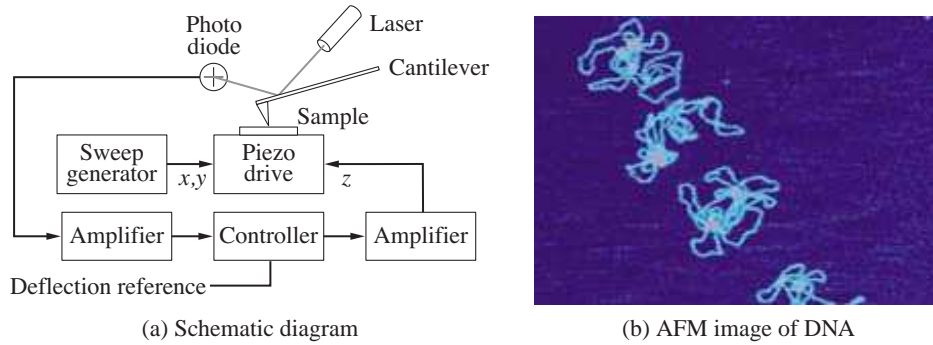 Photo
diode
Laser
Cantilever
Sample
Sweep
generator
x,y
Piezo
drive
z
Amplifier
Controller
Amplifier
Deflection reference
(a) Schematic diagram
(b) AFM image of DNA